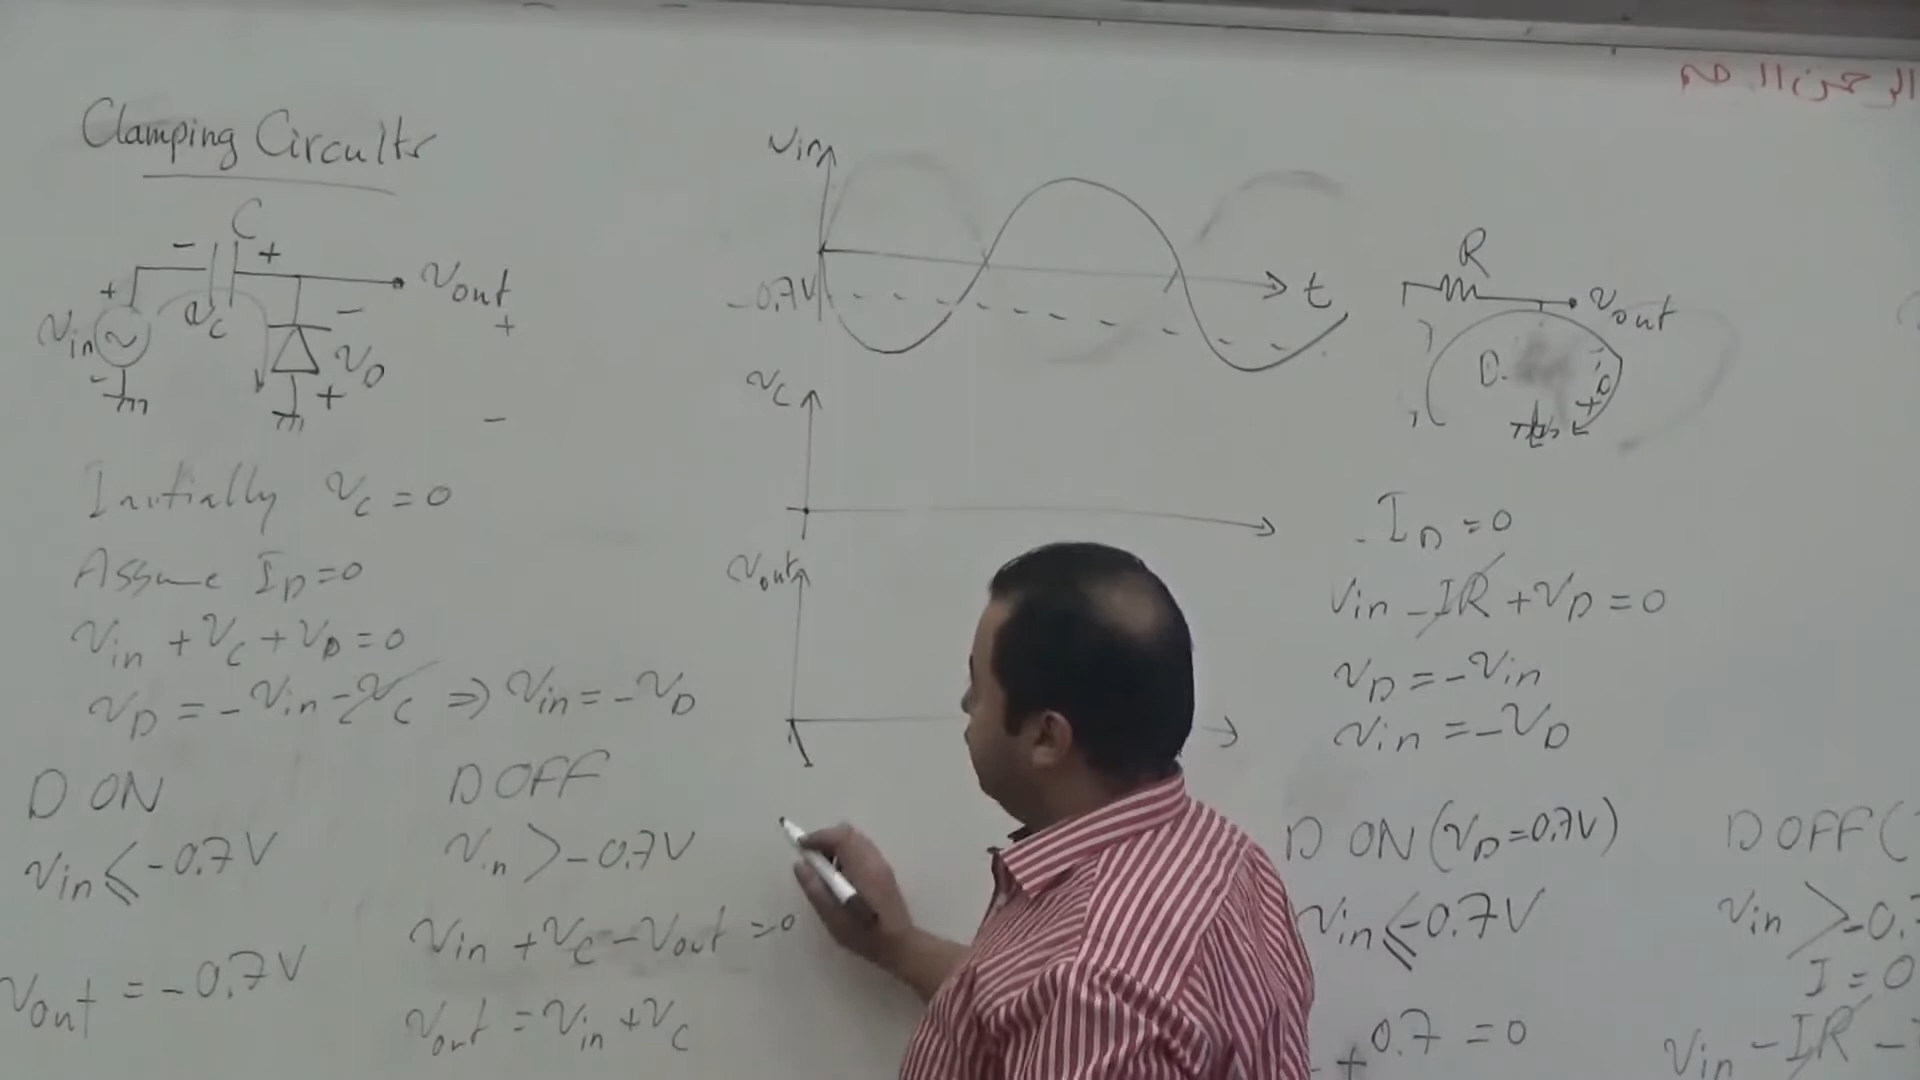 Clamping Circuits
C
- +
+
Vin
-
Vc
-
VD
+
Vout
+
-
Initially Vc = 0
Assume ID = 0
Vin + Vc + VD = 0
VD = -Vin - Vc ⇒ Vin = -VD
D ON
Vin ≤ -0.7V
Vout = -0.7V
D OFF
Vin > -0.7V
Vin + Vc - Vout = 0
Vout = Vin + Vc
Vin
-0.7V
t
Vc
Vout
R
Vout
D
-
+
ID = 0
Vin - IR + VD = 0
VD = -Vin
Vin = -VD
D ON (VD = 0.7V)
Vin ≤ -0.7V
+ 0.7 = 0
D OFF (
Vin > -0.7
I = 0
Vin - IR -
الرحمن الرحم